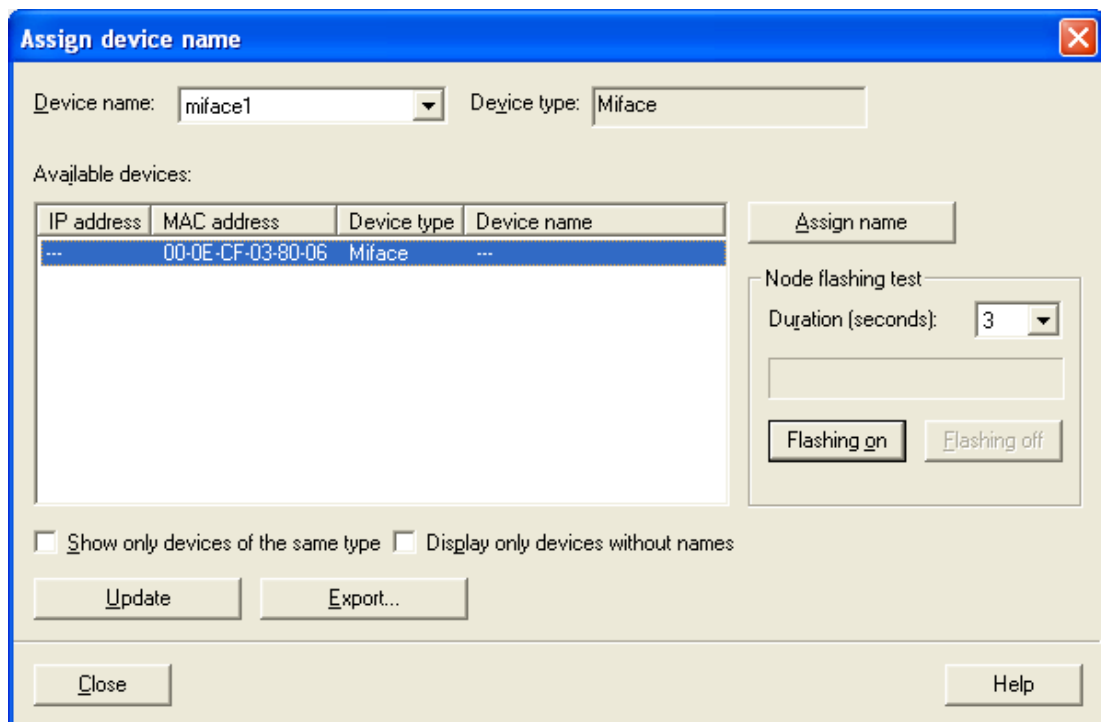 Assign device name
Device name: miface1 Device type: Miface
Available devices:
IP address MAC address Device type Device name
--- 00-0E-CF-03-80-06 Miface ---
Assign name
Node flashing test
Duration (seconds): 3
Flashing on Flashing off
Show only devices of the same type Display only devices without names
Update Export...
Close Help